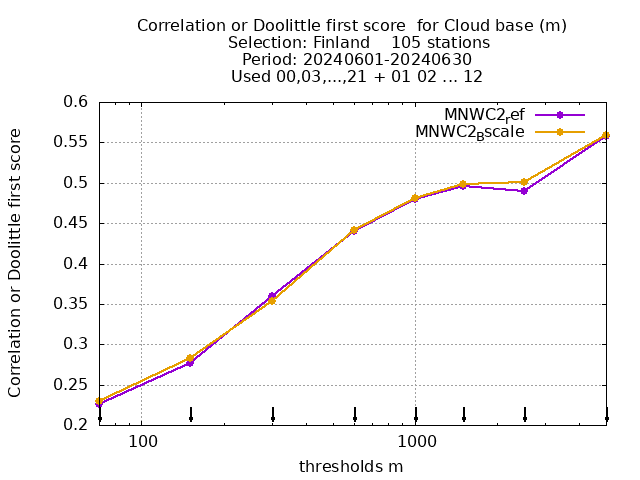 Correlation or Doolittle first score  for Cloud base (m)
Selection: Finland    105 stations
Period: 20240601-20240630
Used 00,03,...,21 + 01 02 ... 12
MNWC2ref
MNWC2Bscale
Correlation or Doolittle first score
0.6
0.55
0.5
0.45
0.4
0.35
0.3
0.25
0.2
100
1000
thresholds m